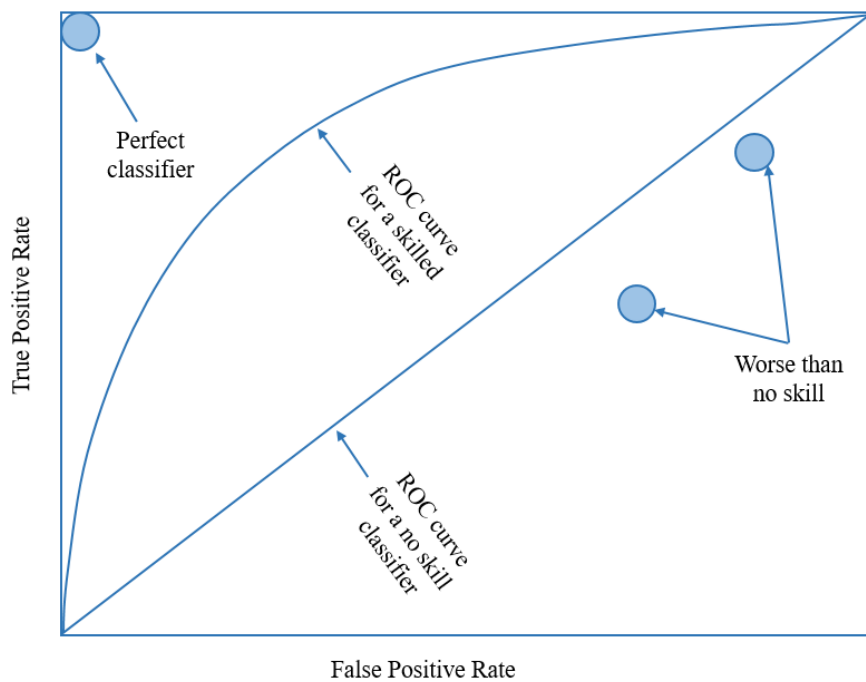 Perfect
classifier
ROC curve
for a skilled
classifier
True Positive Rate
Worse than
no skill
ROC curve
for a no skill
classifier
False Positive Rate